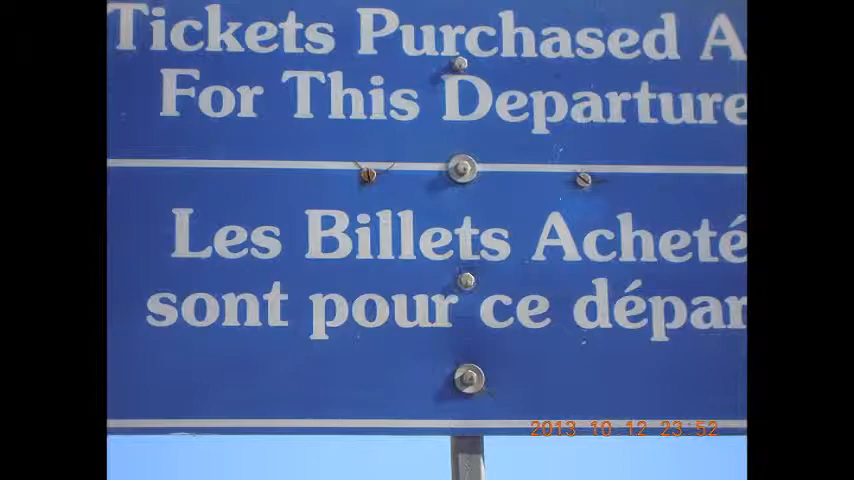 Tickets Purchased A
For This Departure
Les Billets Acheté
sont pour ce dépar
2013 10 12 23:52